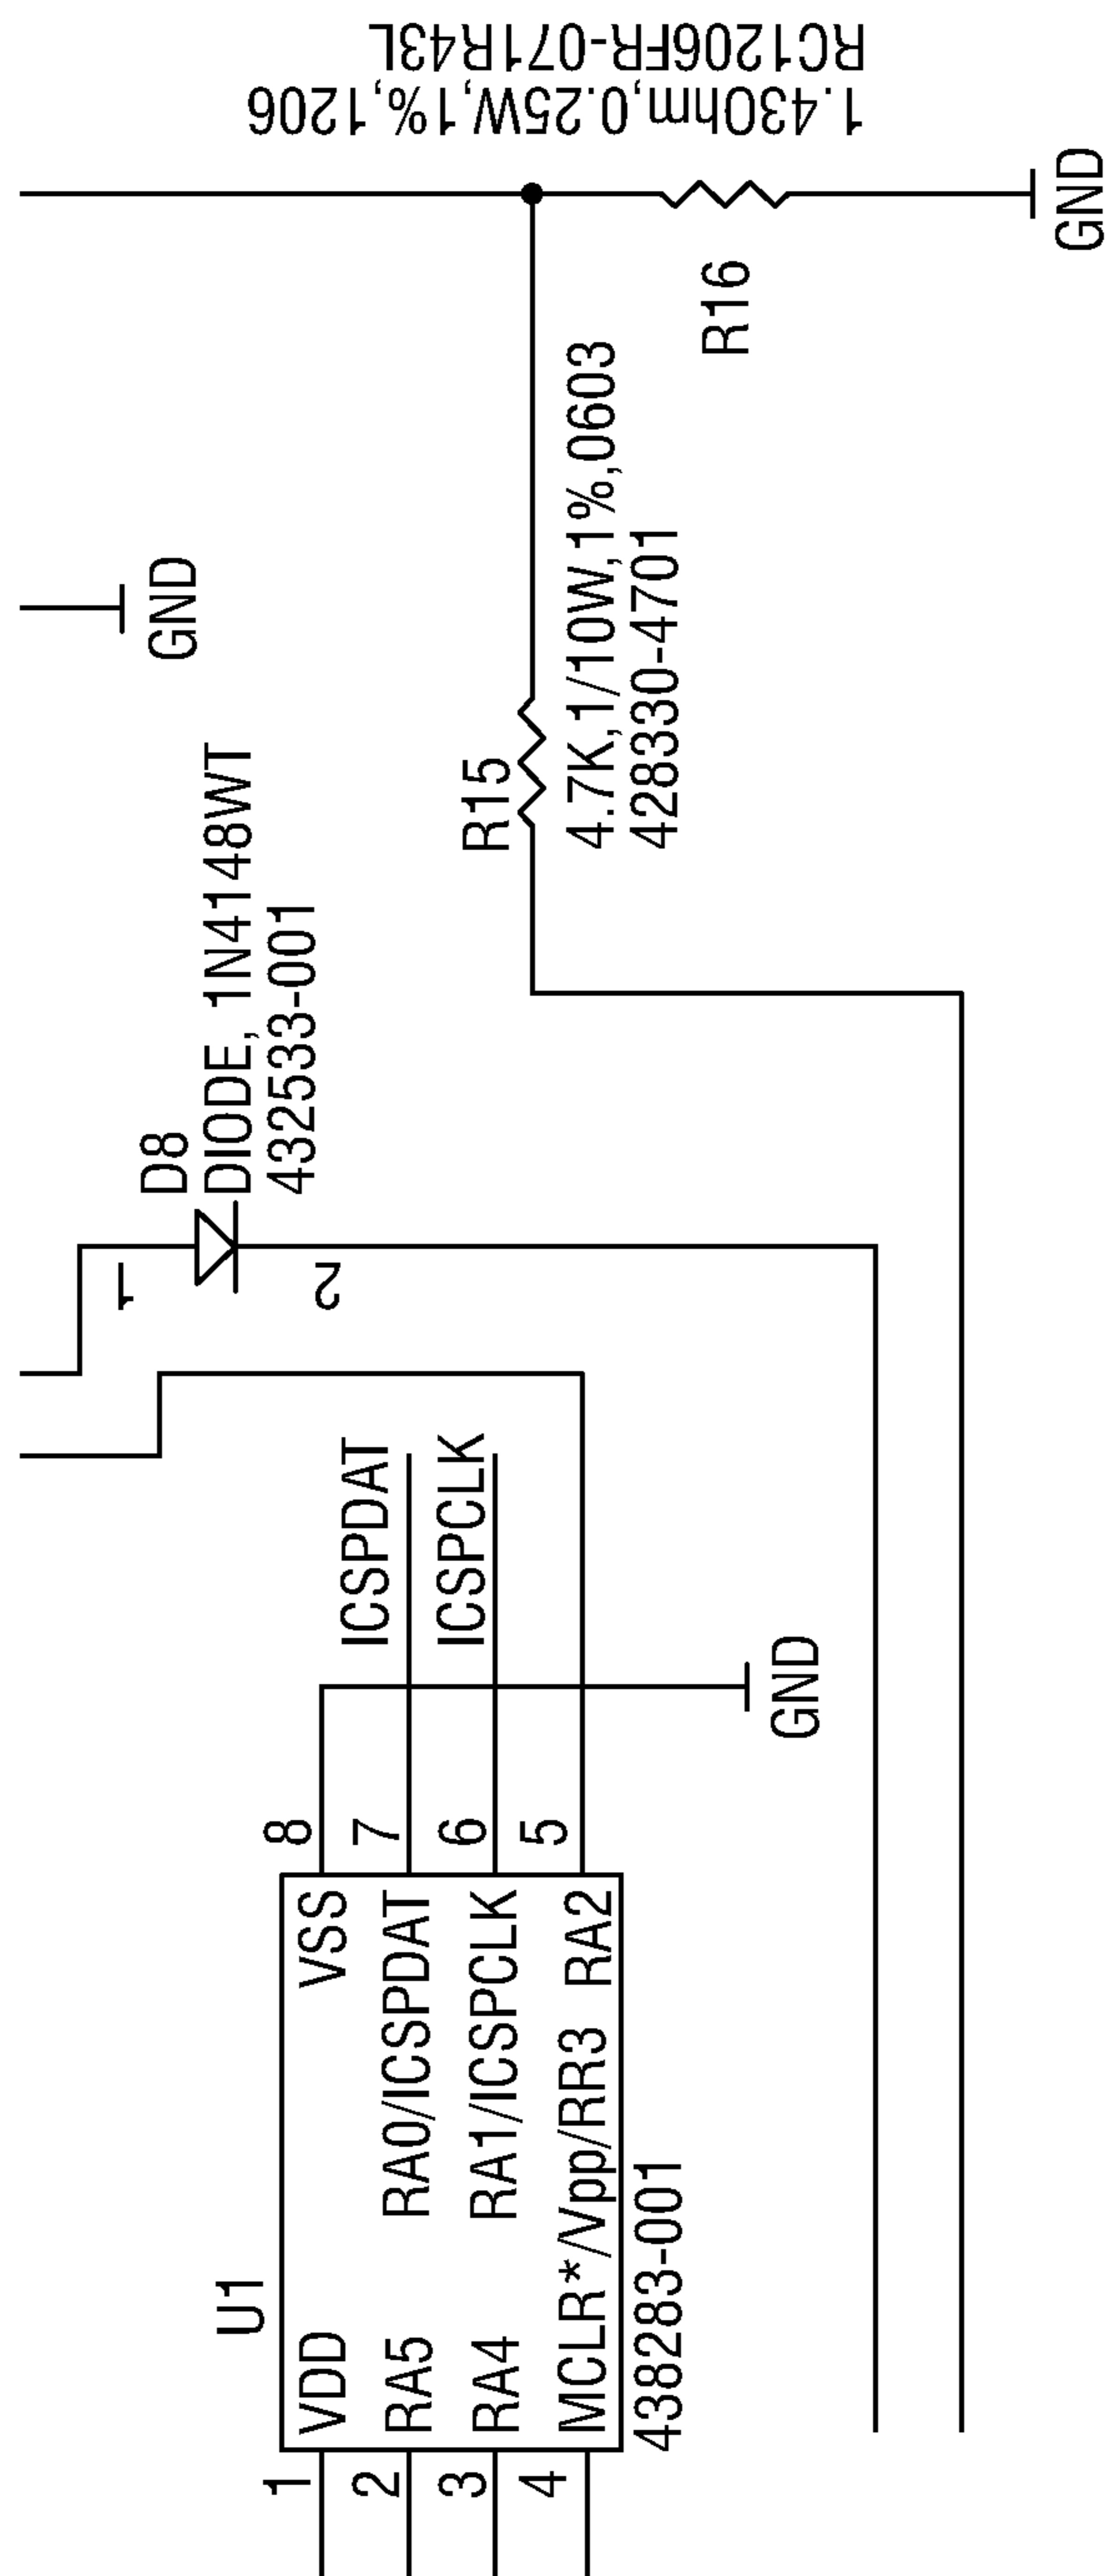 RC1206FR-071R43L
1.43Ohm,0.25W,1%,1206
GND
R16
GND
R15
4.7K,1/10W,1%,0603
428330-4701
D8
DIODE, 1N4148WT
432533-001
1
2
ICSPDAT
ICSPCLK
GND
U1
1
VDD
VSS
8
2
RA5
RA0/ICSPDAT
7
3
RA4
RA1/ICSPCLK
6
4
MCLR*/Vpp/RR3
RA2
5
438283-001